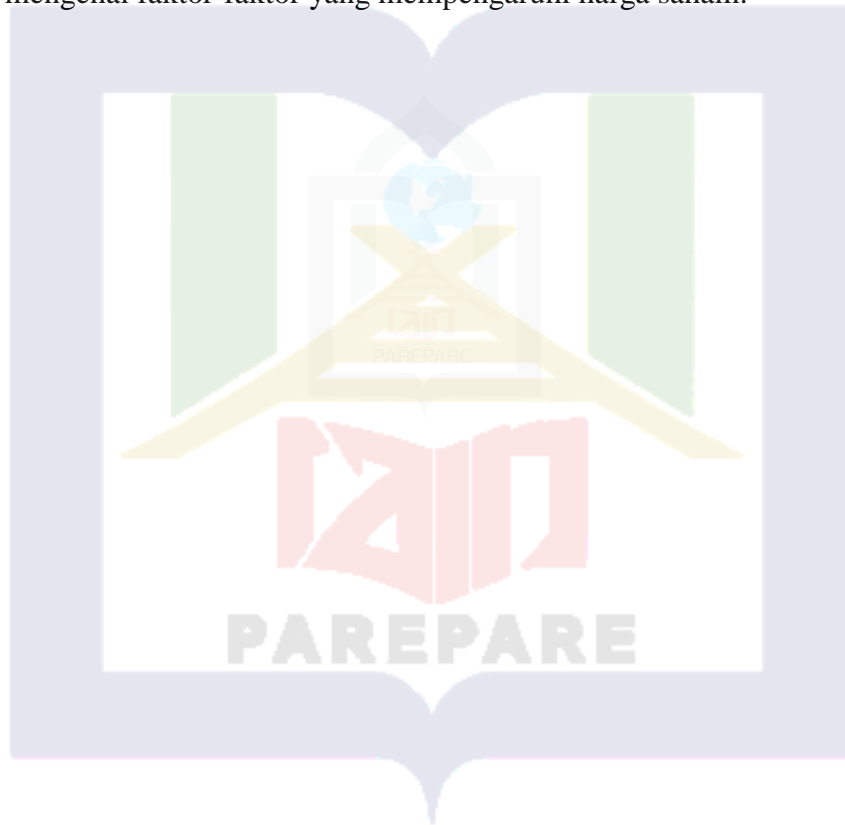 mengenai faktor-faktor yang mempengaruhi harga saham.
iain
PAREPARE
iain
PAREPARE